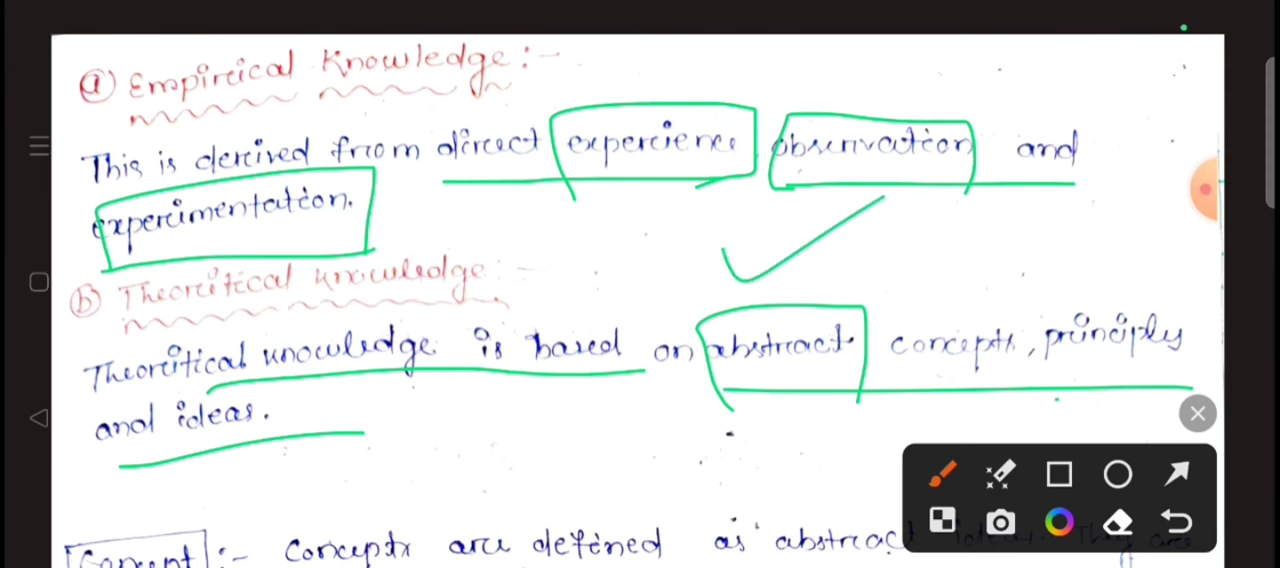 (a) Empirical Knowledge:-
This is derived from direct experience observation and
experimentation.
(b) Theoritical knowledge:-
Theoritical knowledge is based on abstract concepts, principly
and ideas.
Concept :- Concepts are defined as abstract